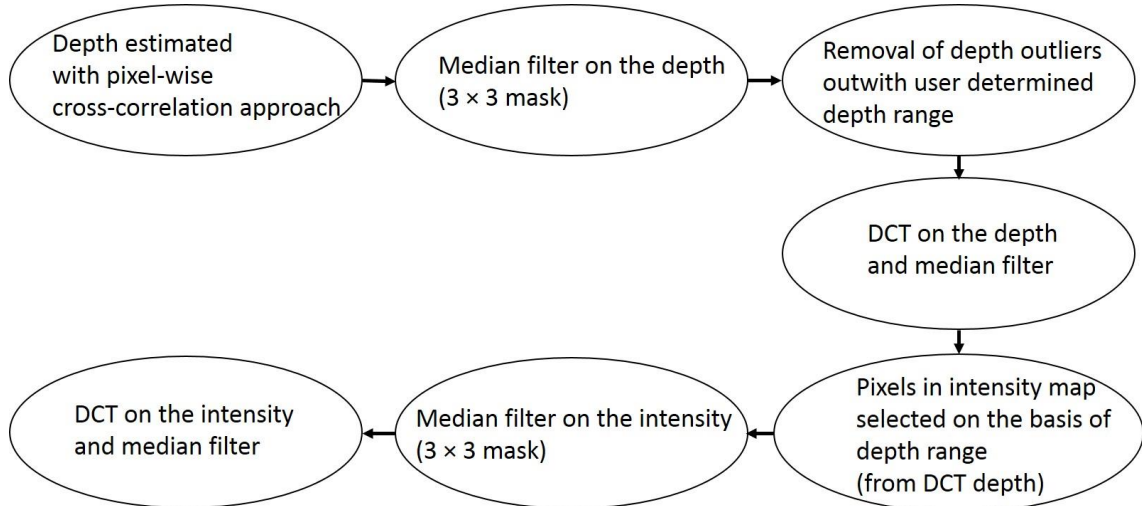 Depth estimated
with pixel-wise
cross-correlation approach
Median filter on the depth
(3 × 3 mask)
Removal of depth outliers
outwith user determined
depth range
DCT on the depth
and median filter
Pixels in intensity map
selected on the basis of
depth range
(from DCT depth)
Median filter on the intensity
(3 × 3 mask)
DCT on the intensity
and median filter